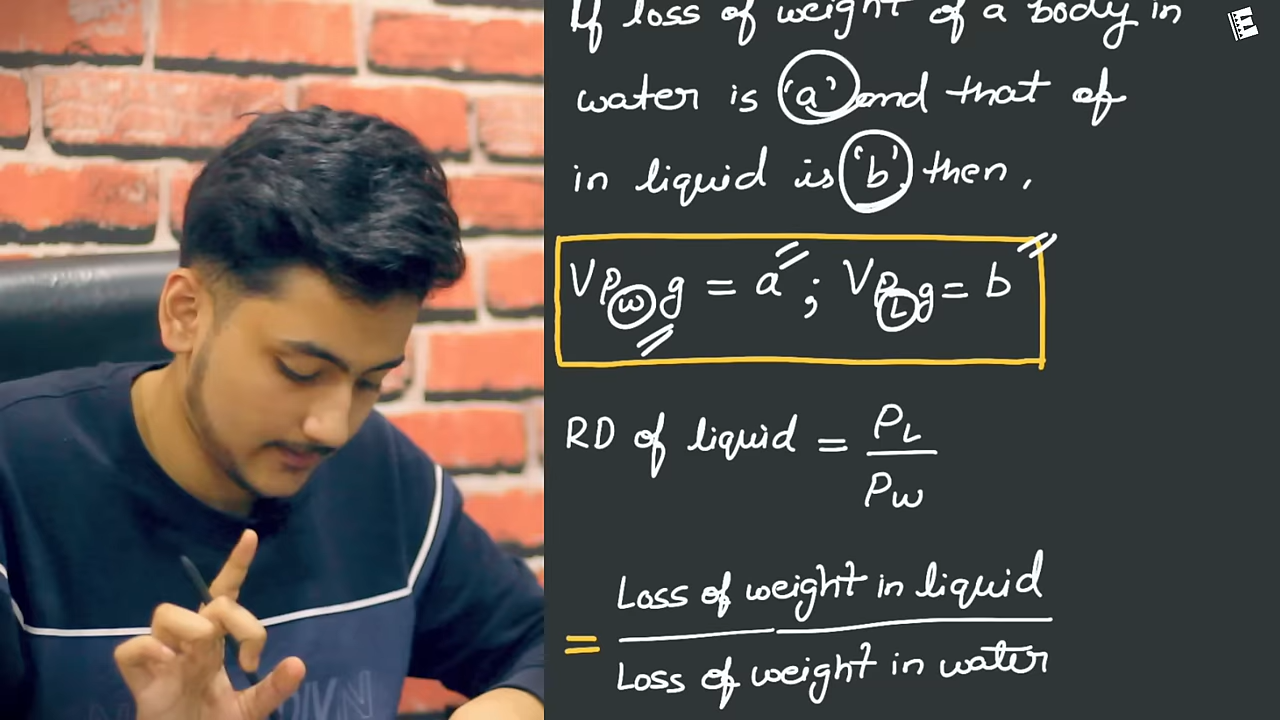 If loss of weight of a body in
water is 'a' and that of
in liquid is 'b' then,
Vρwg = a ; VρLg = b
RD of liquid = ρL/ρw
= Loss of weight in liquid
Loss of weight in water